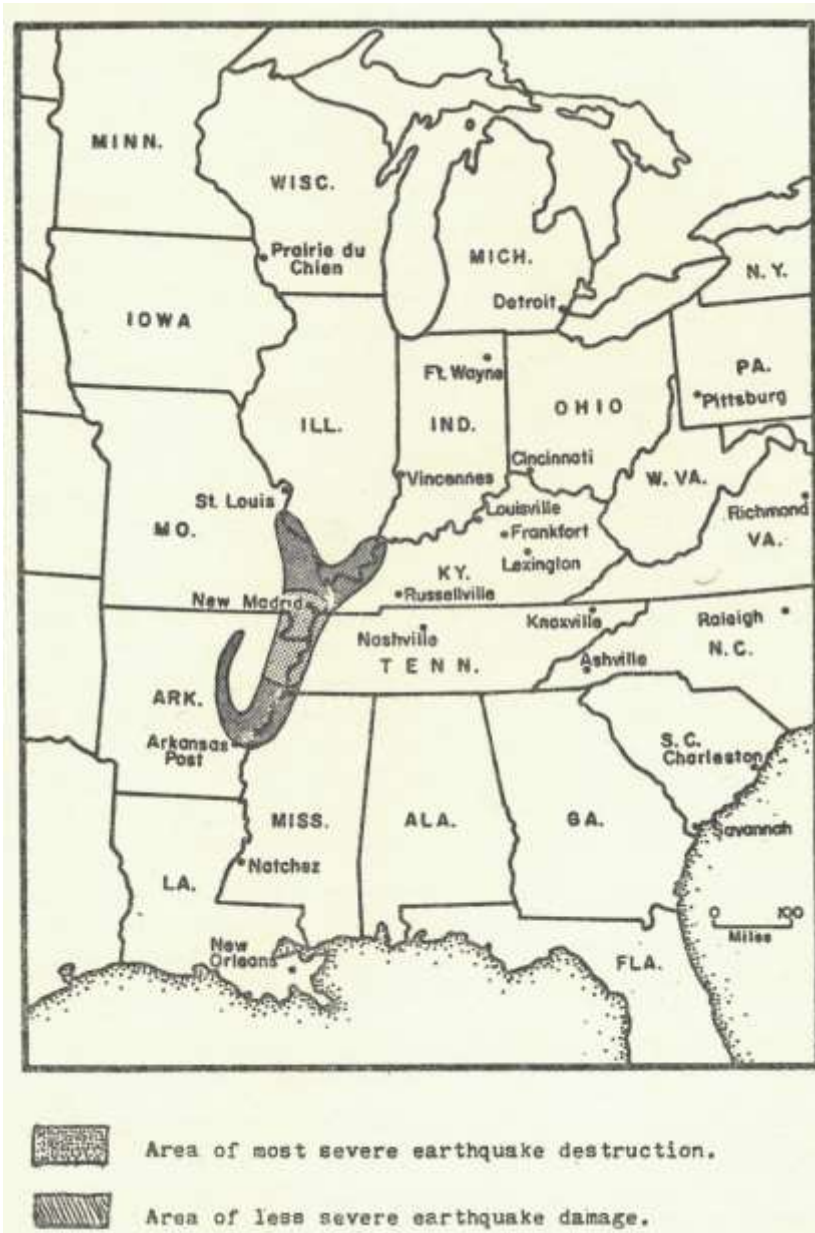 MINN.
WISC.
Prairie du
Chien
MICH.
N. Y.
Detroit
IOWA
Ft. Wayne
PA.
Pittsburg
OHIO
ILL.
IND.
Cincinnati
Vincennes
W. VA.
St. Louis
Louisville
Richmond
Frankfort
VA.
MO.
Lexington
KY.
Russellville
New Madrid
Knoxville
Raleigh
Nashville
N. C.
TENN.
Ashville
ARK.
Arkansas
Post
S. C.
Charleston
MISS.
ALA.
GA.
Savannah
Natchez
LA.
0 100
Miles
New
Orleans
FLA.
Area of most severe earthquake destruction.
Area of less severe earthquake damage.